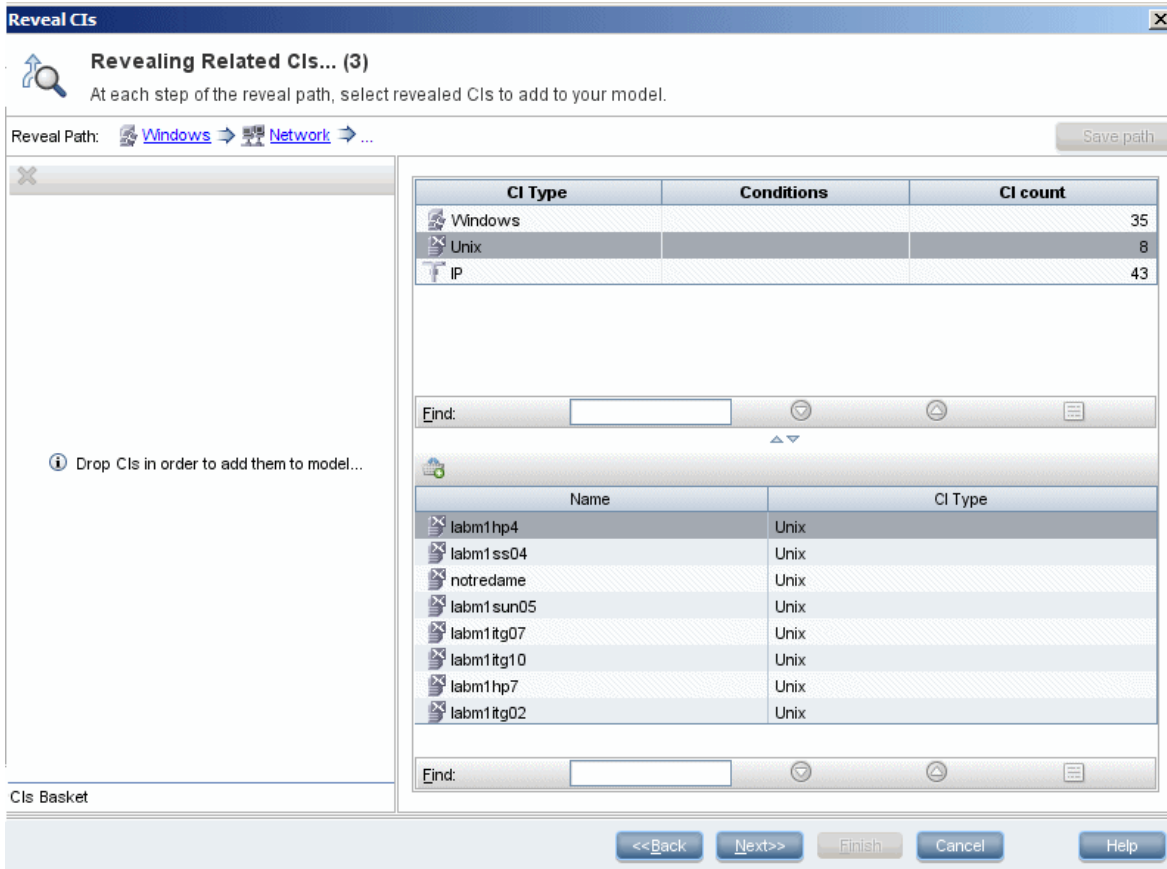 Reveal CIs
Revealing Related CIs... (3)
At each step of the reveal path, select revealed CIs to add to your model.
Reveal Path: Windows Network ...
Save path
CI Type Conditions CI count
Windows 35
Unix 8
IP 43
Find:
Drop CIs in order to add them to model...
Name CI Type
labm1hp4 Unix
labm1ss04 Unix
notredame Unix
labm1sun05 Unix
labm1itg07 Unix
labm1itg10 Unix
labm1hp7 Unix
labm1itg02 Unix
Find:
CIs Basket
<<Back Next>> Finish Cancel Help